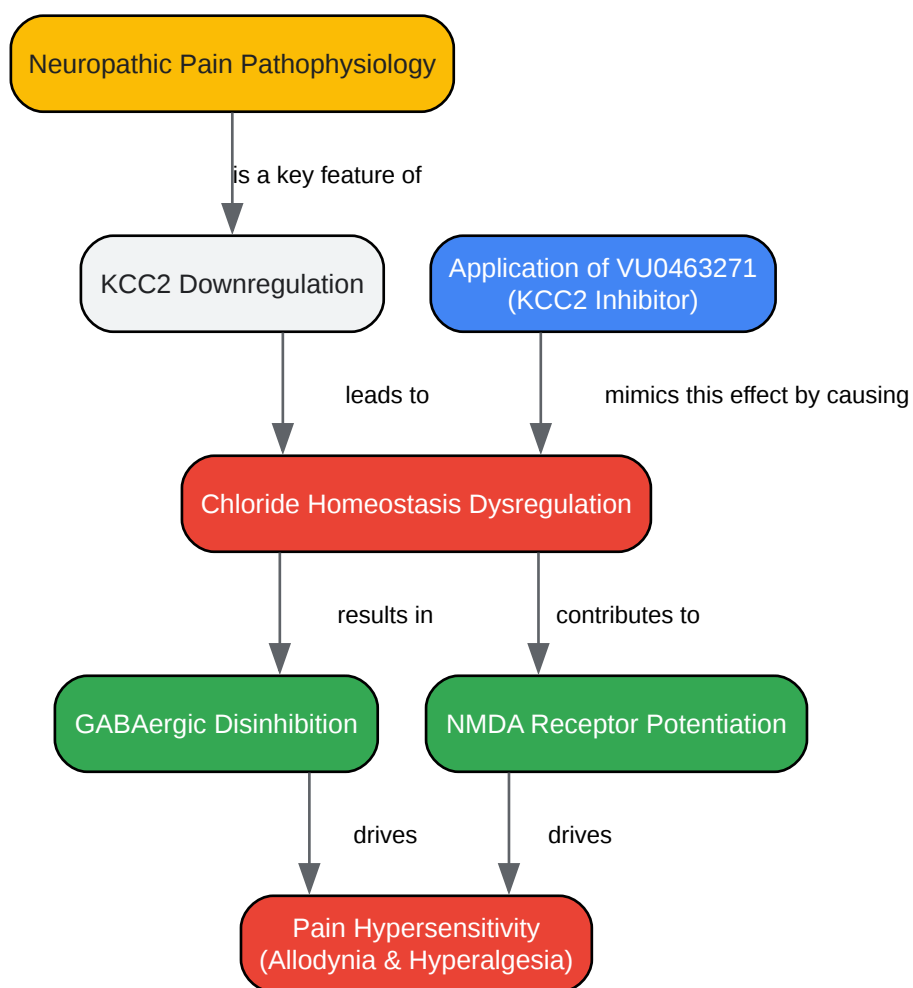 Neuropathic Pain Pathophysiology
is a key feature of
KCC2 Downregulation
Application of VU0463271
(KCC2 Inhibitor)
leads to
mimics this effect by causing
Chloride Homeostasis Dysregulation
results in
contributes to
GABAergic Disinhibition
NMDA Receptor Potentiation
drives
drives
Pain Hypersensitivity
(Allodynia & Hyperalgesia)